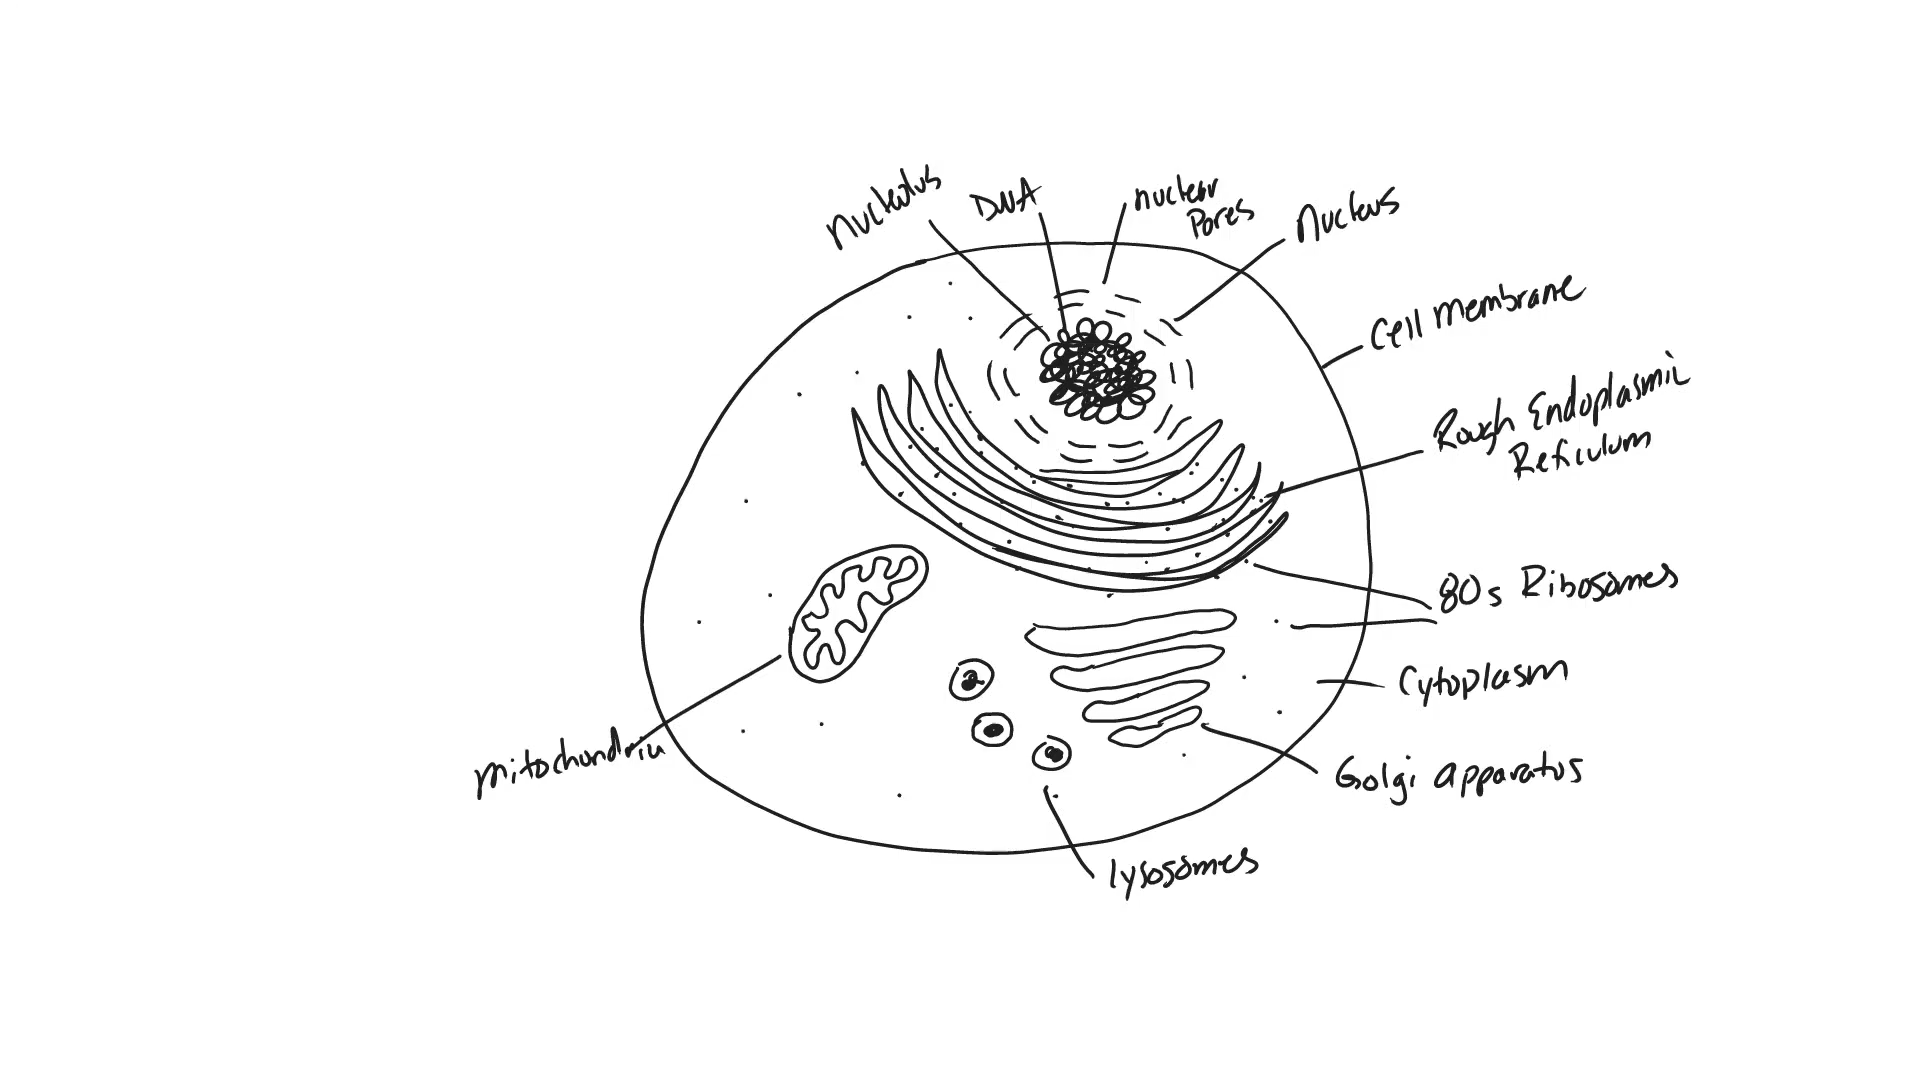 Nucleolus
DNA
nuclear
Pores
Nucleus
Cell Membrane
Rough Endoplasmic
Reticulum
80s Ribosomes
Cytoplasm
Golgi Apparatus
lysosomes
Mitochondria